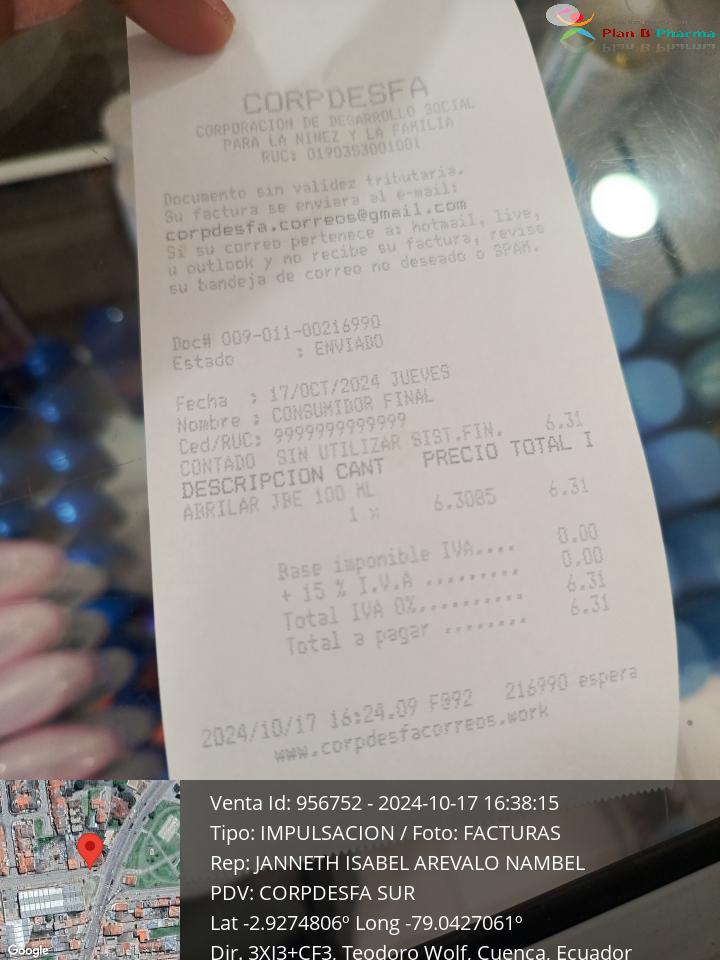 Plan B Pharma
CORPDESFA
CORPORACION DE DESARROLLO SOCIAL
PARA LA NINEZ Y LA FAMILIA
RUC: 0190353001001
Documento sin validez tributaria.
Su factura se enviara al e-mail:
corpdesfa.correos@gmail.com
Si su correo pertenece a: hotmail, live,
u outlook y no recibe su factura, revise
su bandeja de correo no deseado o SPAM.
Doc# 009-011-00216990
Estado : ENVIADO
Fecha : 17/OCT/2024 JUEVES
Nombre : CONSUMIDOR FINAL
Ced/RUC: 9999999999999
CONTADO SIN UTILIZAR SIST.FIN. 6.31
DESCRIPCION CANT PRECIO TOTAL I
ABRILAR JBE 100 ML
1 x 6.3085 6.31
Base imponible IVA.... 0.00
+ 15 % I.V.A ......... 0.00
Total IVA 0%.......... 6.31
Total a pagar ........ 6.31
2024/10/17 16:24.09 F@92 216990 espera
www.corpdesfacorreos.work
Venta Id: 956752 - 2024-10-17 16:38:15
Tipo: IMPULSACION / Foto: FACTURAS
Rep: JANNETH ISABEL AREVALO NAMBEL
PDV: CORPDESFA SUR
Lat -2.9274806º Long -79.0427061º
Dir. 3XJ3+CF3, Teodoro Wolf, Cuenca, Ecuador
Google